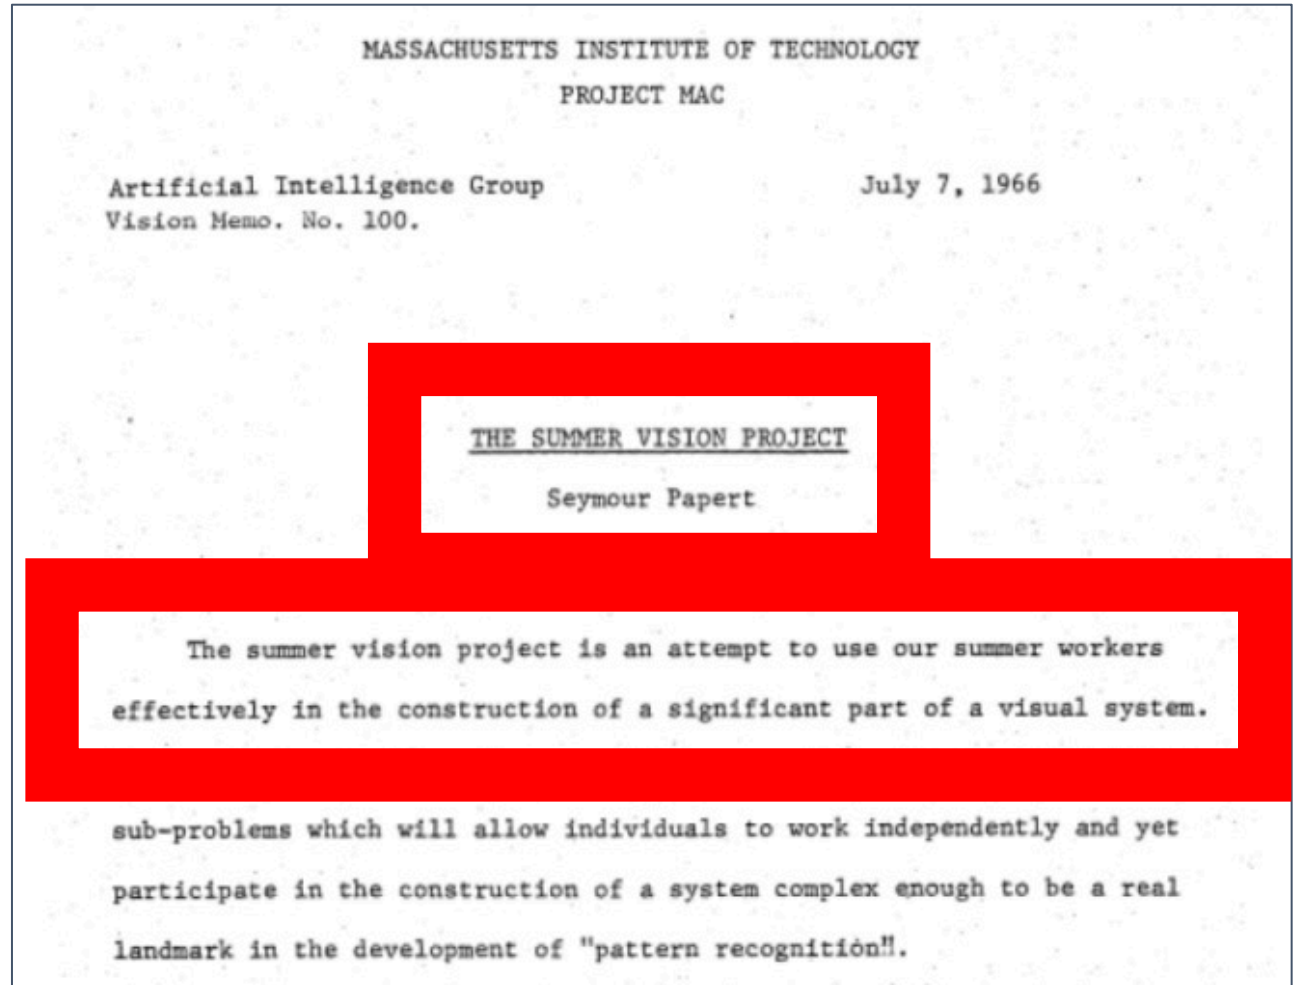 MASSACHUSETTS INSTITUTE OF TECHNOLOGY
PROJECT MAC
Artificial Intelligence Group July 7, 1966
Vision Memo. No. 100.
THE SUMMER VISION PROJECT
Seymour Papert
The summer vision project is an attempt to use our summer workers
effectively in the construction of a significant part of a visual system.
sub-problems which will allow individuals to work independently and yet
participate in the construction of a system complex enough to be a real
landmark in the development of "pattern recognition".